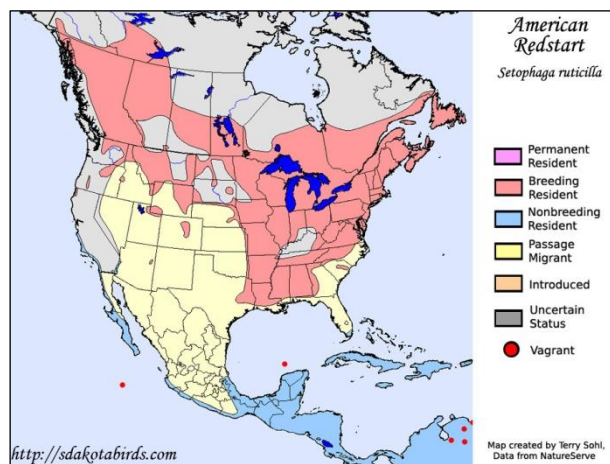 American
Redstart
Setophaga ruticilla
Permanent
Resident
Breeding
Resident
Nonbreeding
Resident
Passage
Migrant
Introduced
Uncertain
Status
Vagrant
http://sdakotabirds.com
Map created by Terry Sohl,
Data from NatureServe